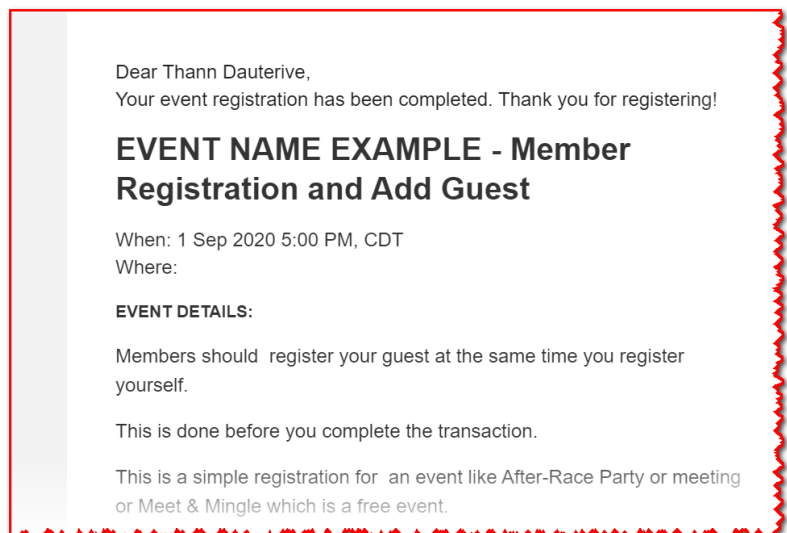 Dear Thann Dauterive,
Your event registration has been completed. Thank you for registering!
EVENT NAME EXAMPLE - Member
Registration and Add Guest
When: 1 Sep 2020 5:00 PM, CDT
Where:
EVENT DETAILS:
Members should  register your guest at the same time you register
yourself.
This is done before you complete the transaction.
This is a simple registration for  an event like After-Race Party or meeting
or Meet & Mingle which is a free event.